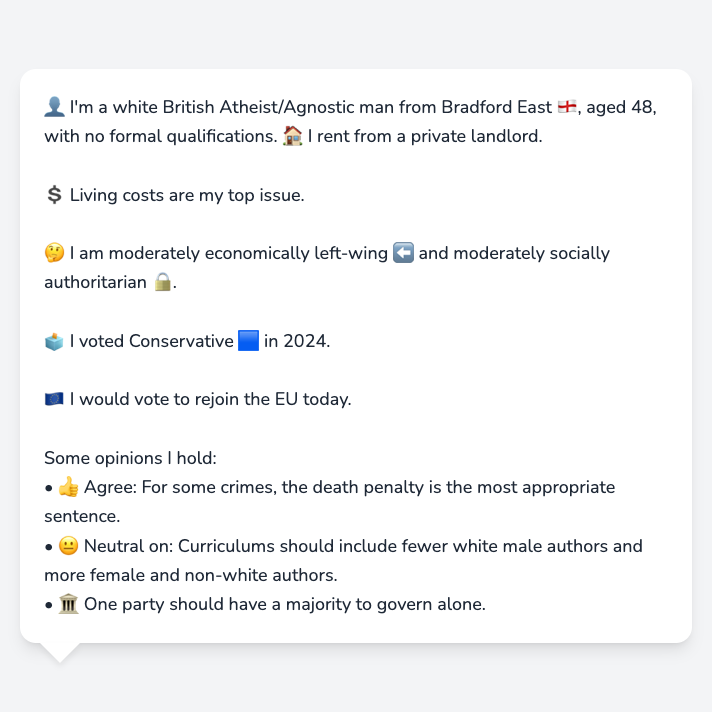 👤 I'm a white British Atheist/Agnostic man from Bradford East 🏴󠁧󠁢󠁥󠁮󠁧󠁿, aged 48,
with no formal qualifications. 🏠 I rent from a private landlord.
💲 Living costs are my top issue.
🤔 I am moderately economically left-wing ⬅️ and moderately socially
authoritarian 🔒.
🗳️ I voted Conservative 🟦 in 2024.
🇪🇺 I would vote to rejoin the EU today.
Some opinions I hold:
• 👍 Agree: For some crimes, the death penalty is the most appropriate
sentence.
• 😐 Neutral on: Curriculums should include fewer white male authors and
more female and non-white authors.
• 🏛️ One party should have a majority to govern alone.